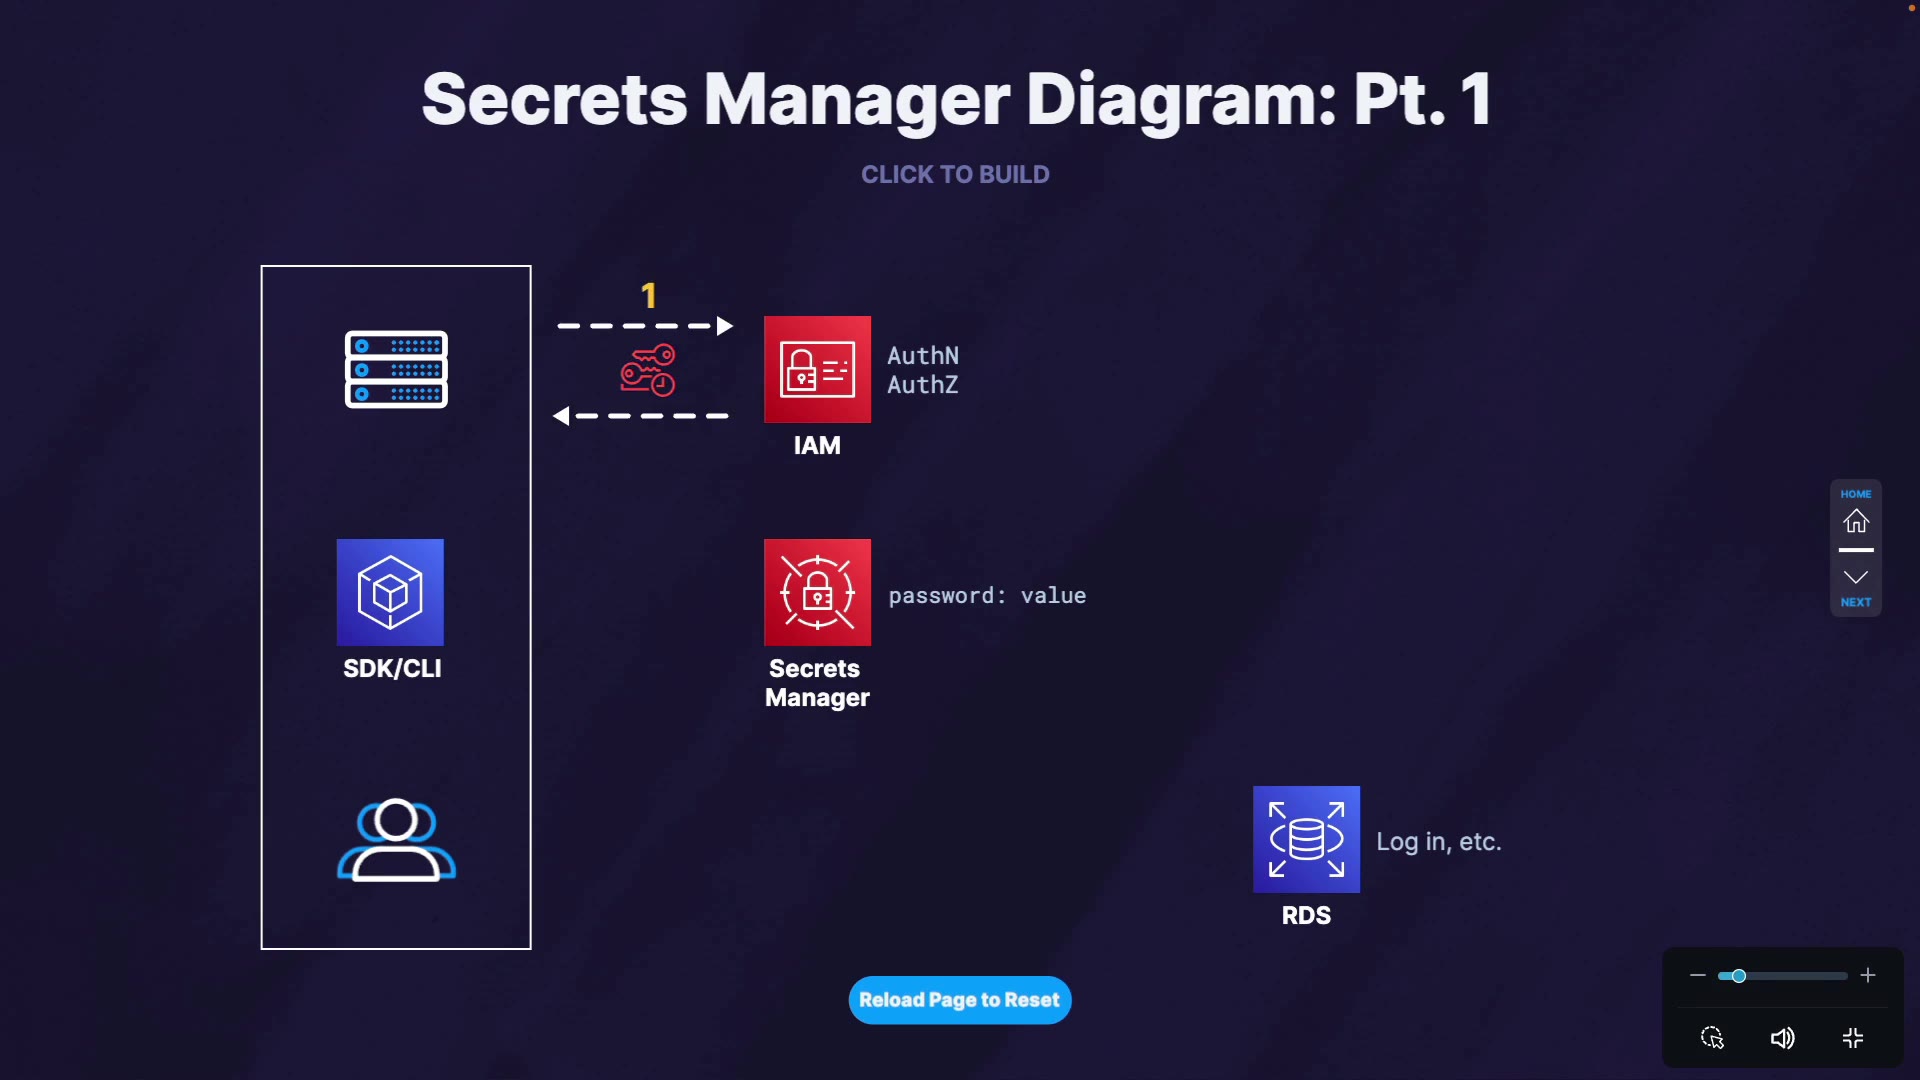 Secrets Manager Diagram: Pt. 1
CLICK TO BUILD
1
AuthN
AuthZ
IAM
SDK/CLI
password: value
Secrets
Manager
Log in, etc.
RDS
HOME
NEXT
Reload Page to Reset